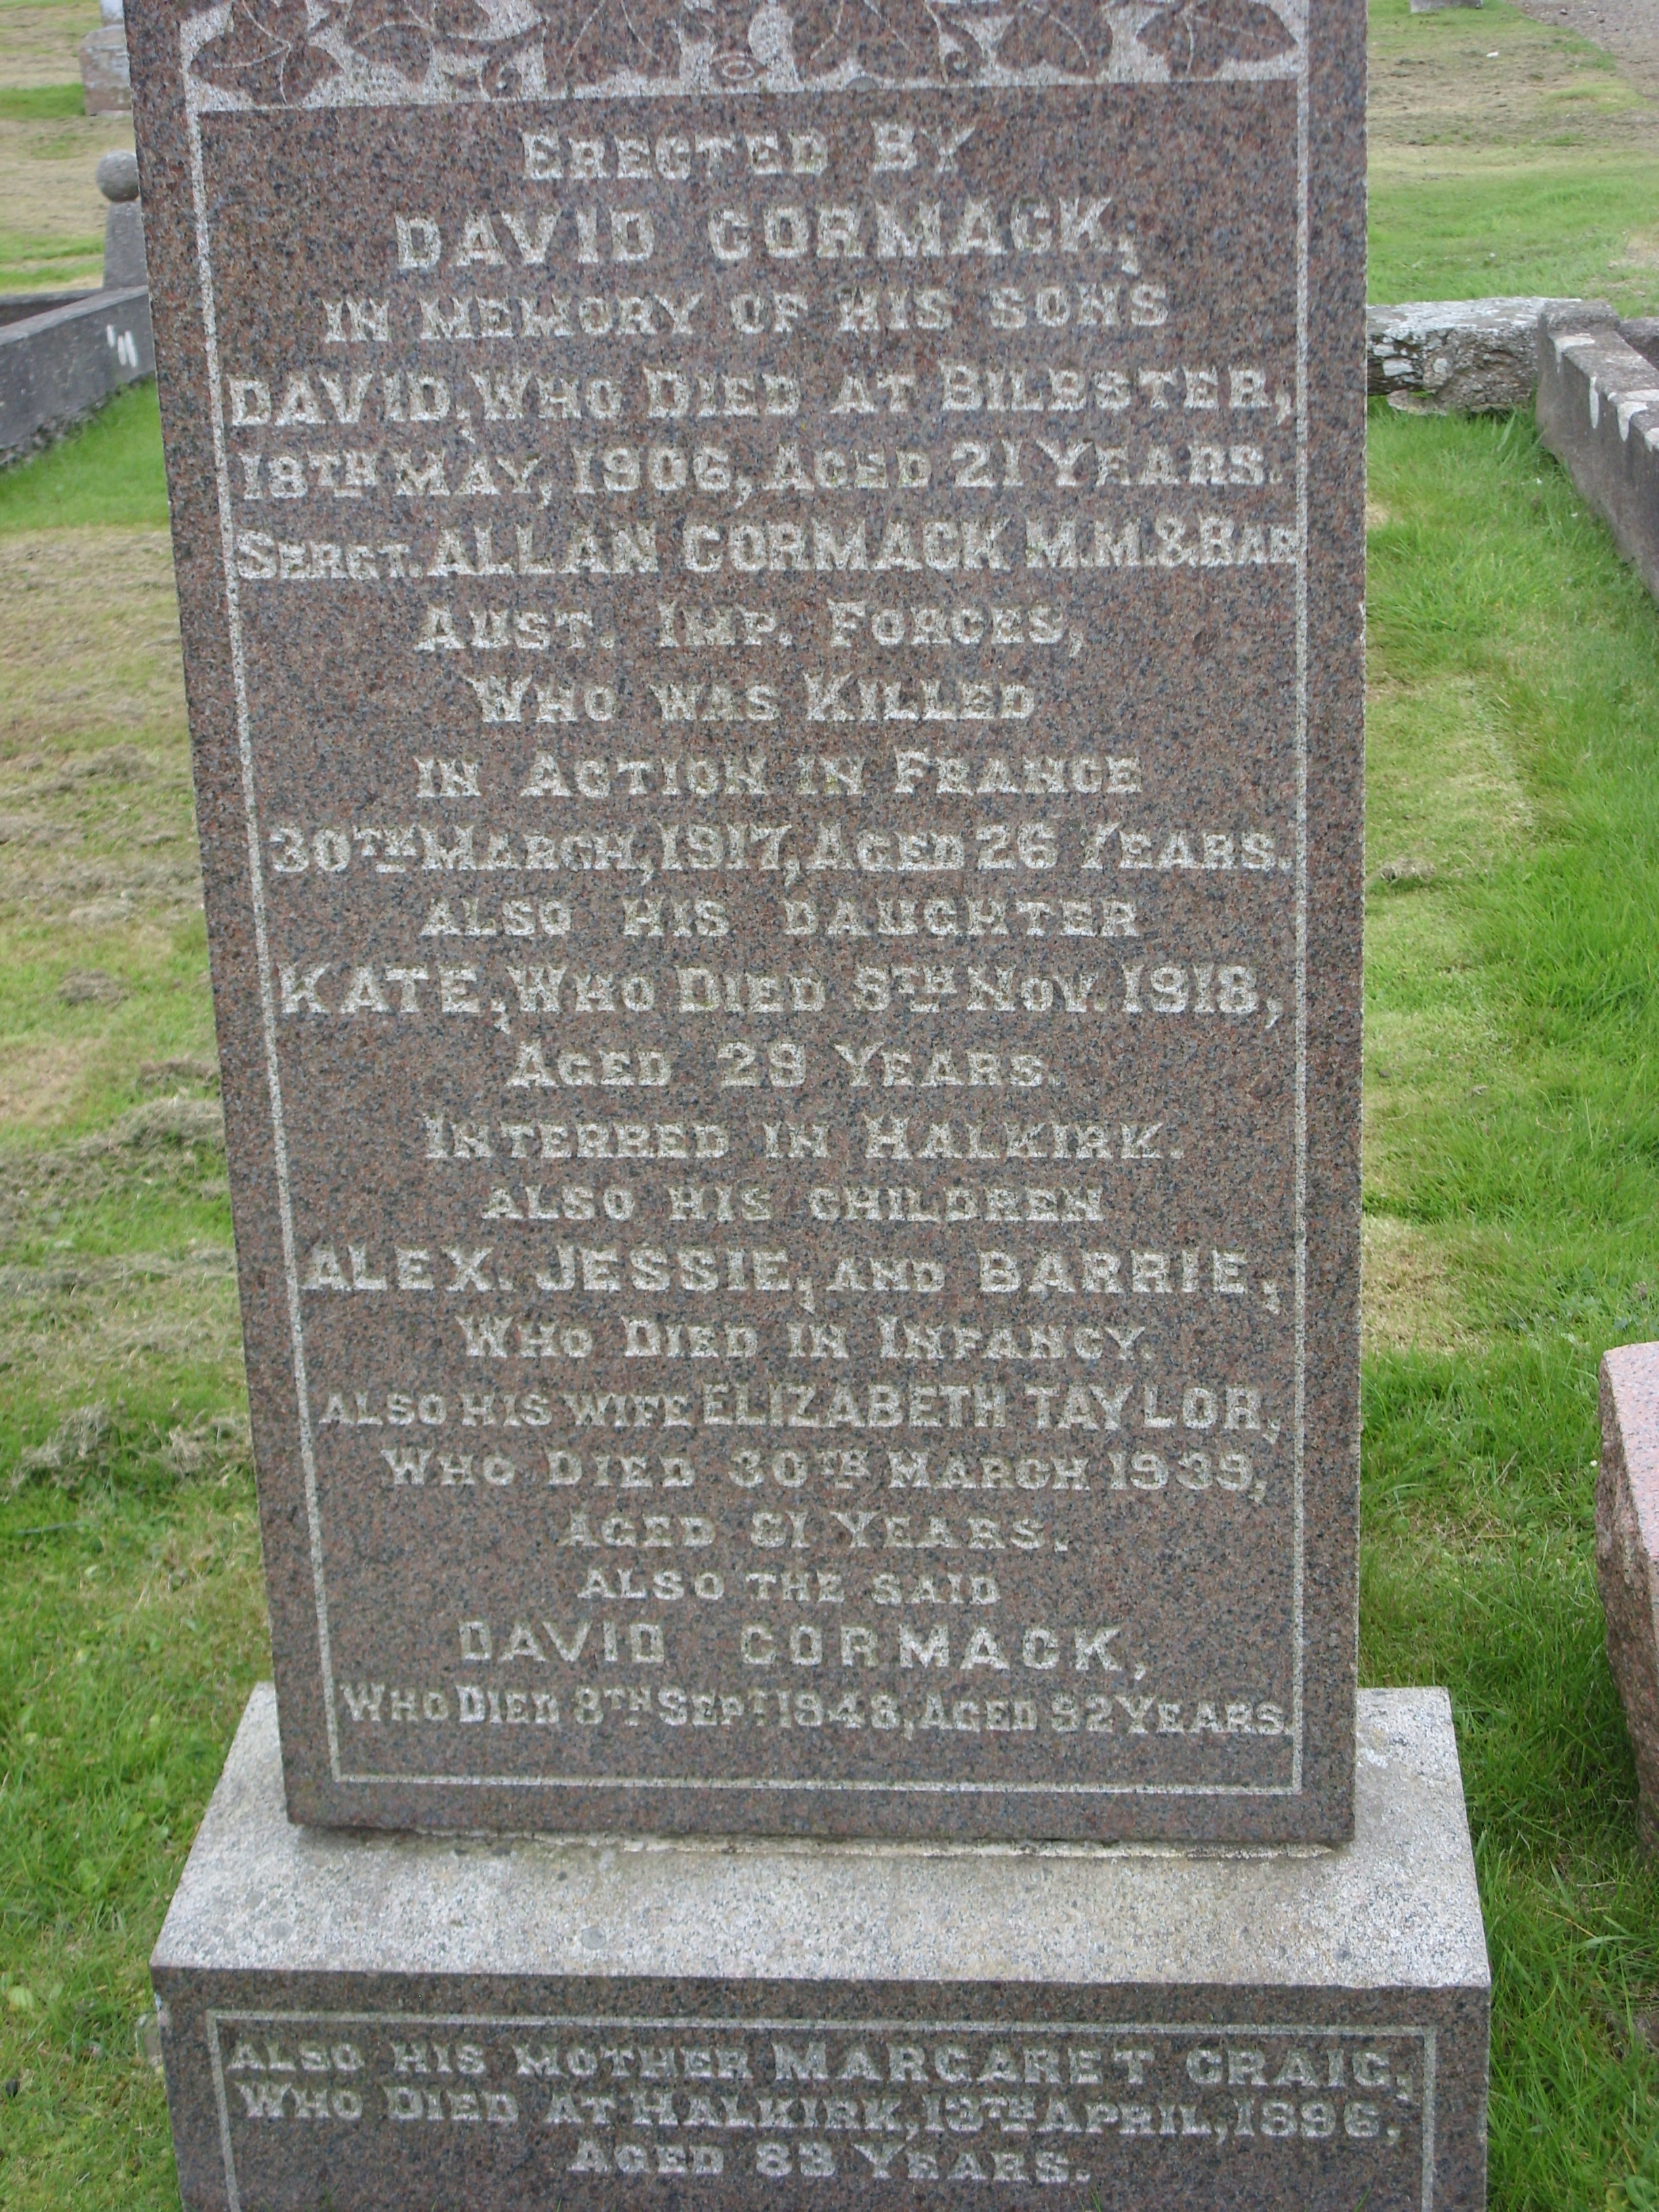 ERECTED BY
DAVID CORMACK,
IN MEMORY OF HIS SONS
DAVID, WHO DIED AT BILBSTER,
18TH MAY, 1906, AGED 21 YEARS.
SERGT. ALLAN CORMACK M.M. & BAR
AUST. IMP. FORCES,
WHO WAS KILLED
IN ACTION IN FRANCE
30TH MARCH, 1917, AGED 26 YEARS.
ALSO HIS DAUGHTER
KATE, WHO DIED 8TH NOV. 1918,
AGED 29 YEARS.
INTERRED IN HALKIRK.
ALSO HIS CHILDREN
ALEX. JESSIE, AND BARRIE,
WHO DIED IN INFANCY.
ALSO HIS WIFE ELIZABETH TAYLOR,
WHO DIED 30TH MARCH 1939,
AGED 81 YEARS.
ALSO THE SAID
DAVID CORMACK,
WHO DIED 8TH SEPT. 1948, AGED 92 YEARS.
ALSO HIS MOTHER MARGARET CRAIG,
WHO DIED AT HALKIRK, 13TH APRIL, 1896,
AGED 83 YEARS.